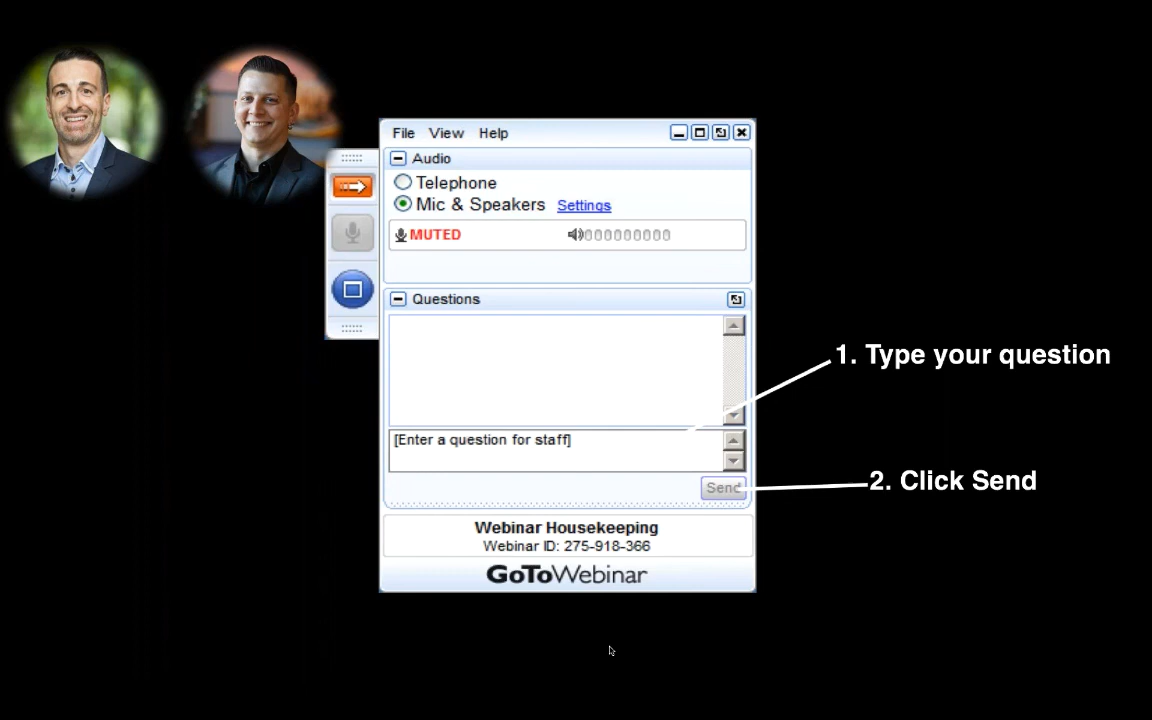 File View Help
Audio
Telephone
Mic & Speakers Settings
MUTED
Questions
1. Type your question
[Enter a question for staff]
Send
2. Click Send
Webinar Housekeeping
Webinar ID: 275-918-366
GoToWebinar